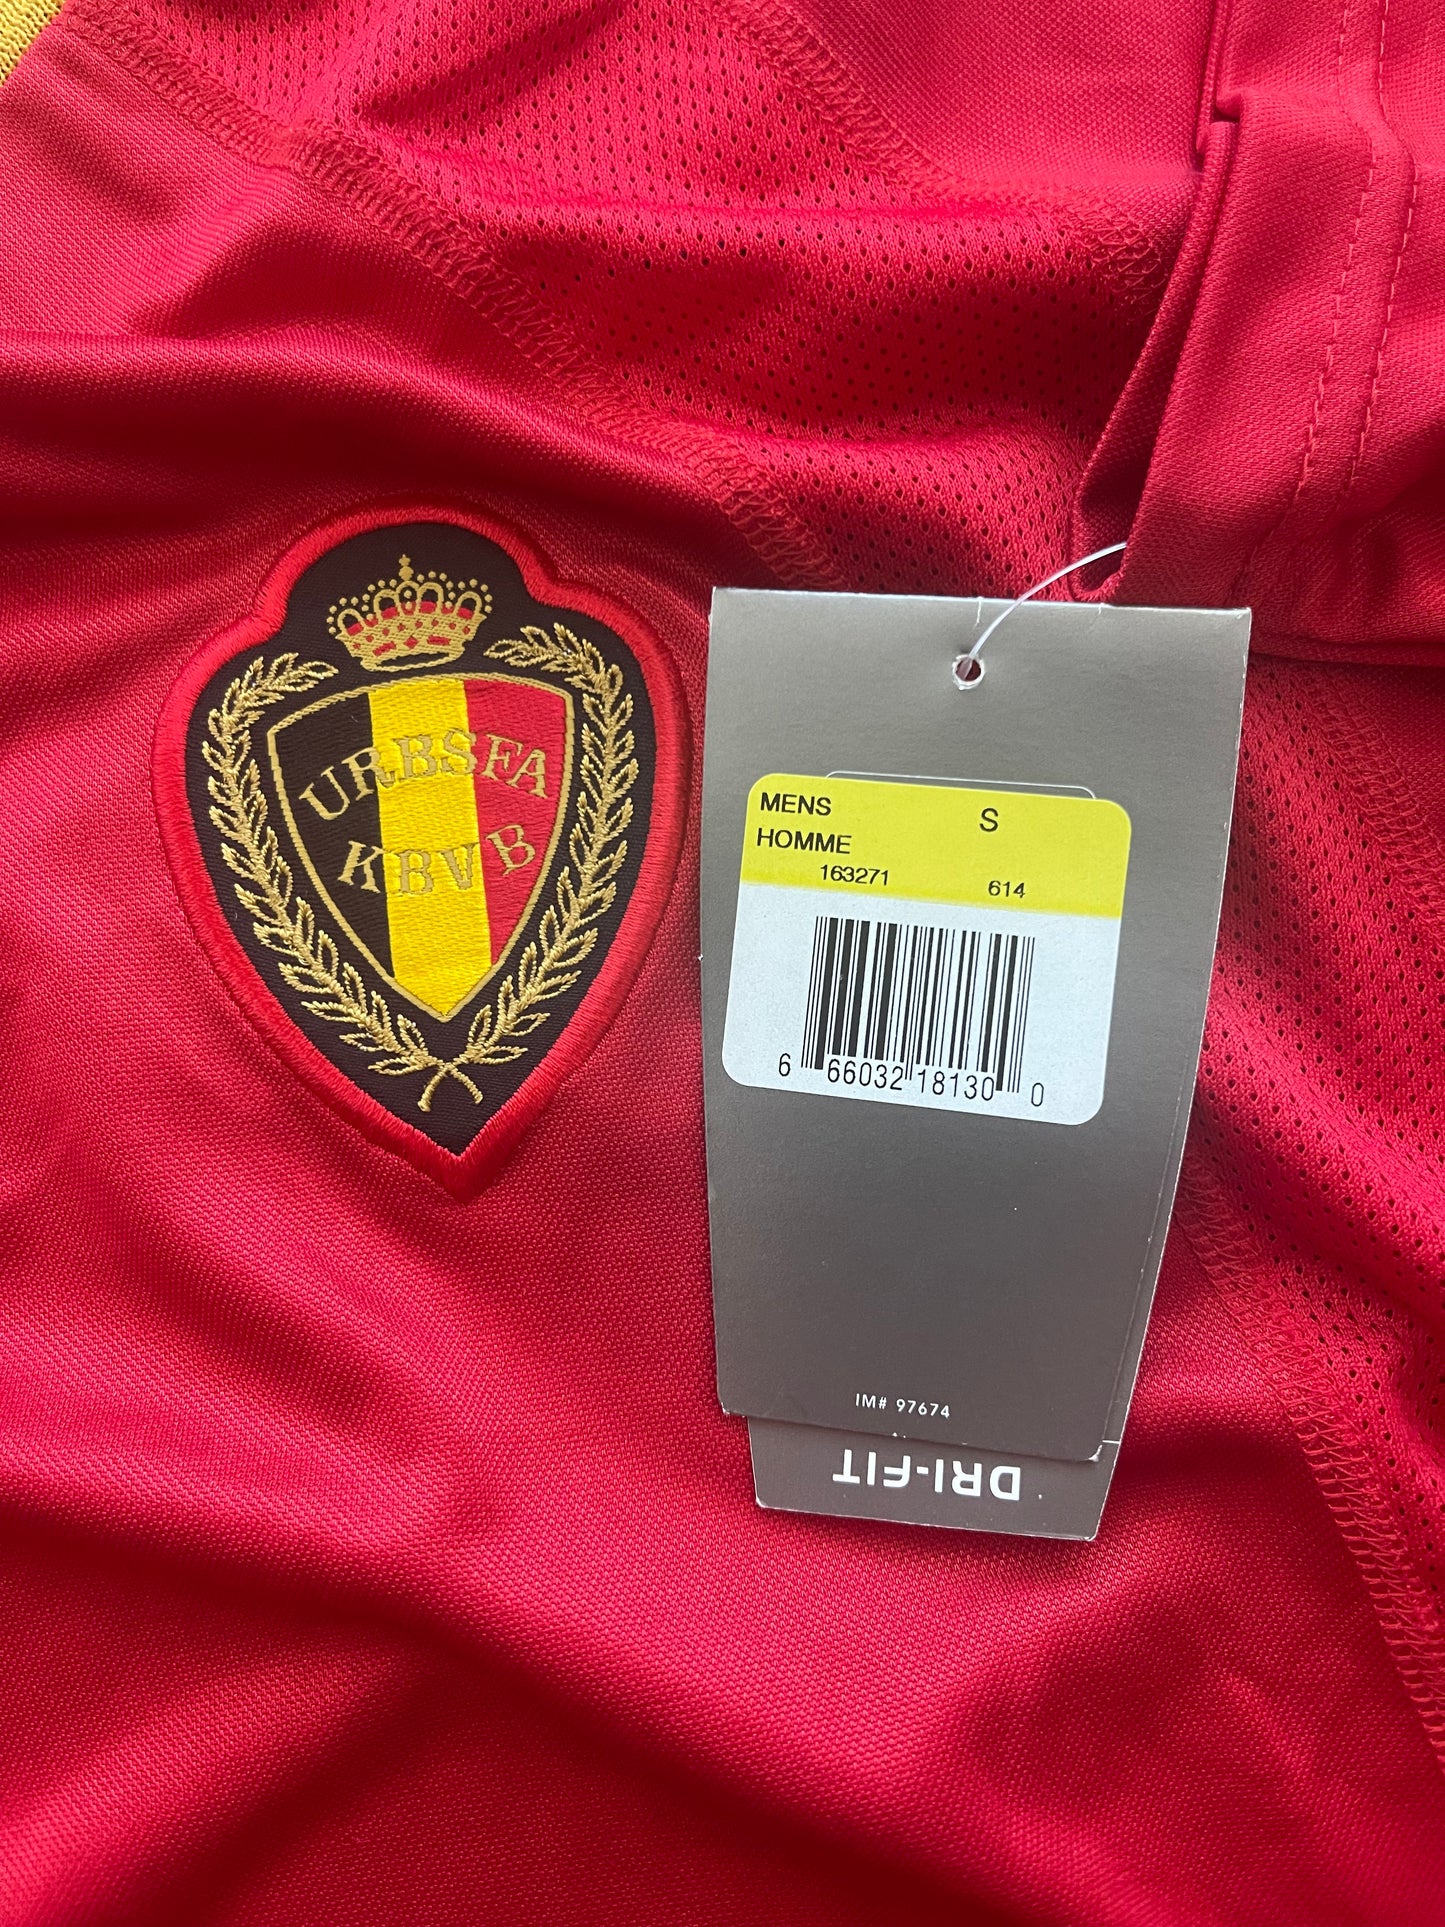 URBSFA
KBVB
MENS S
HOMME
163271 614
6 66032 18130 0
IM# 97674
DRI-FIT